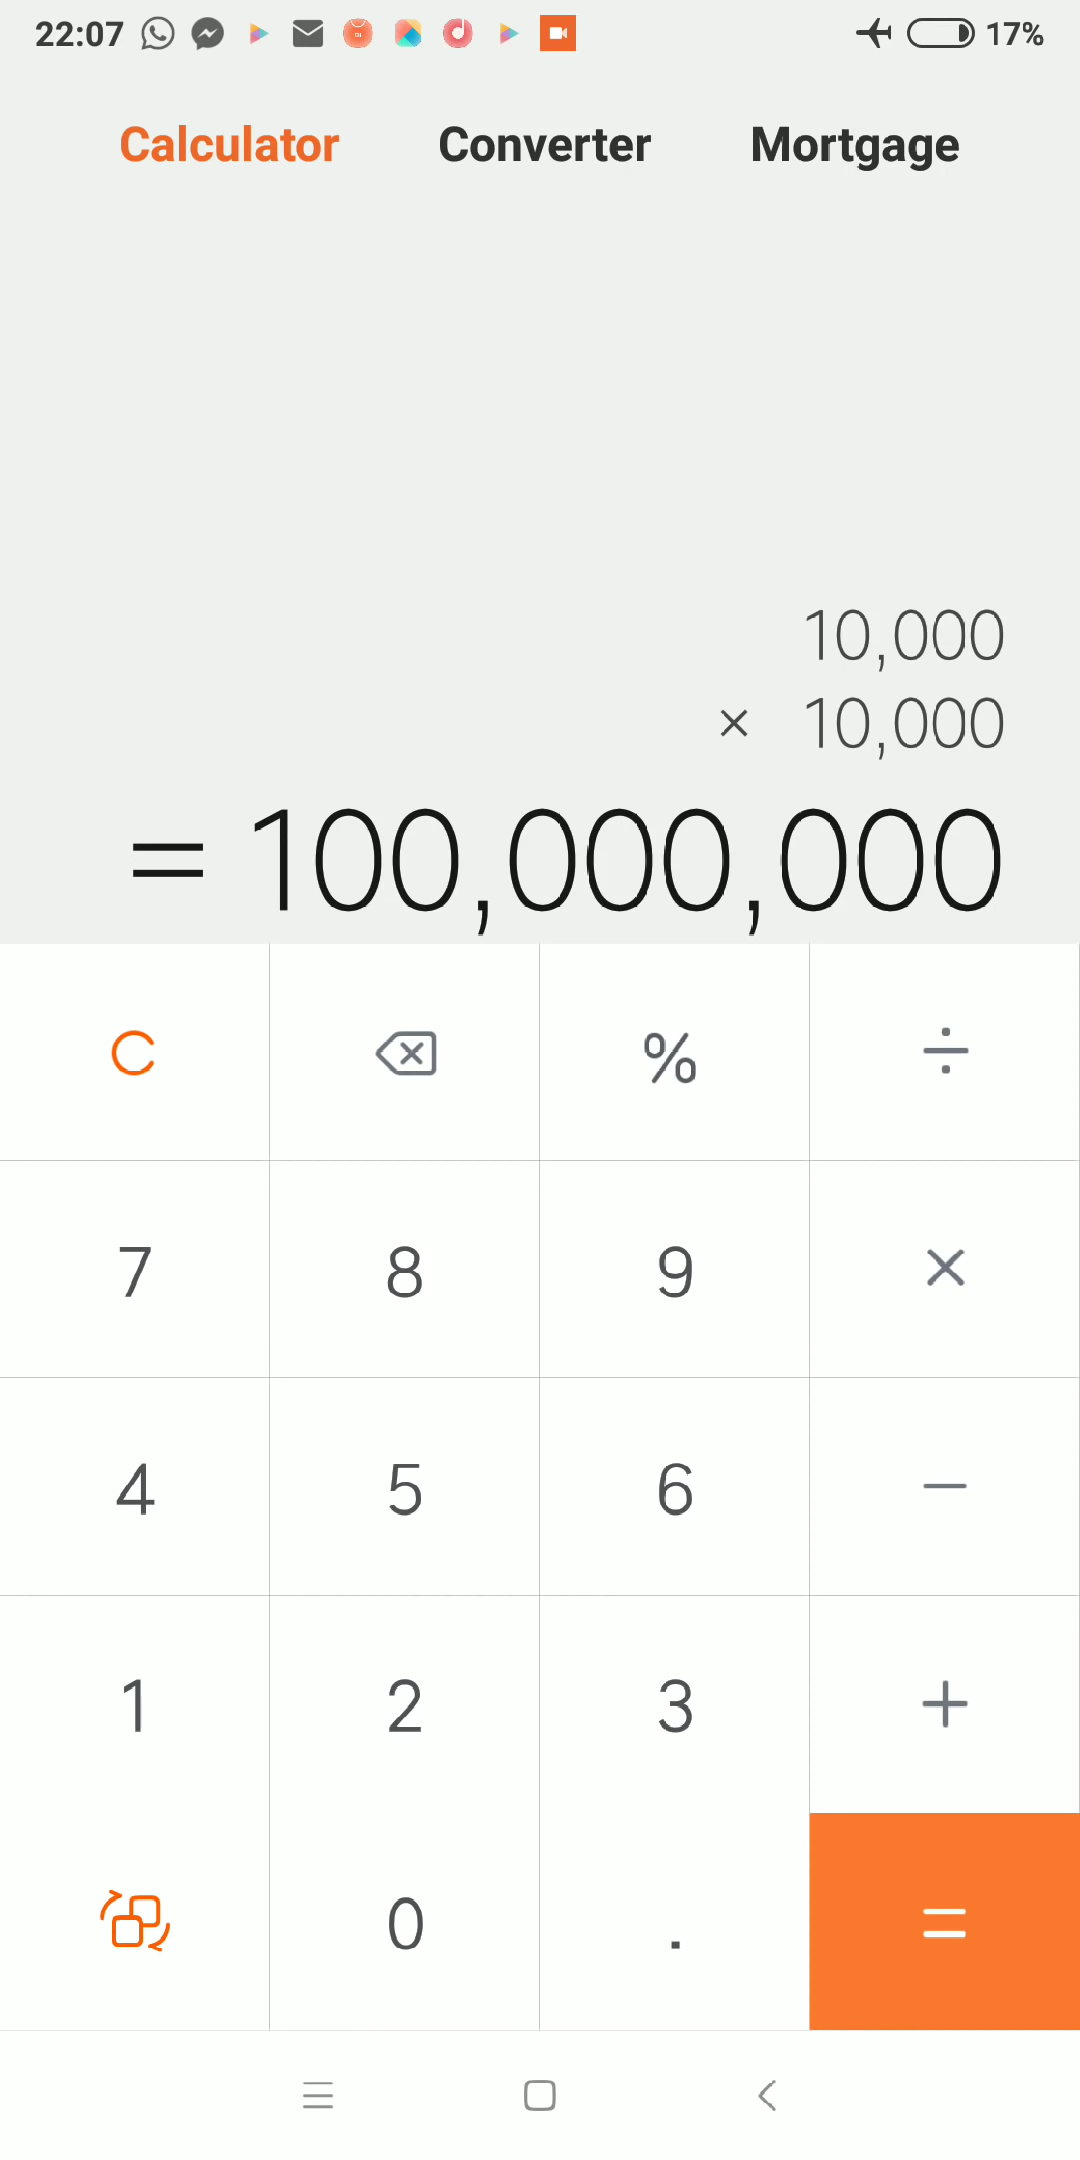 22:07 17%
Calculator Converter Mortgage
10,000
× 10,000
= 100,000,000
C % ÷
7 8 9 ×
4 5 6 −
1 2 3 +
0 . =